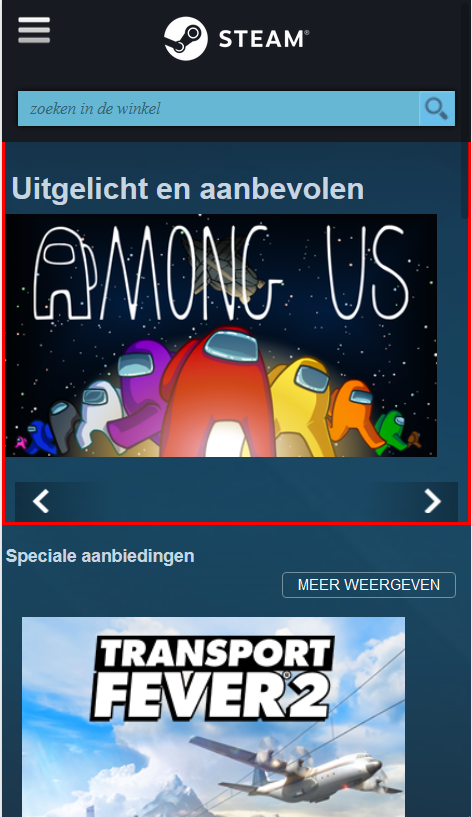 STEAM®
zoeken in de winkel
Uitgelicht en aanbevolen
AMONG US
Speciale aanbiedingen
MEER WEERGEVEN
TRANSPORT
FEVER 2